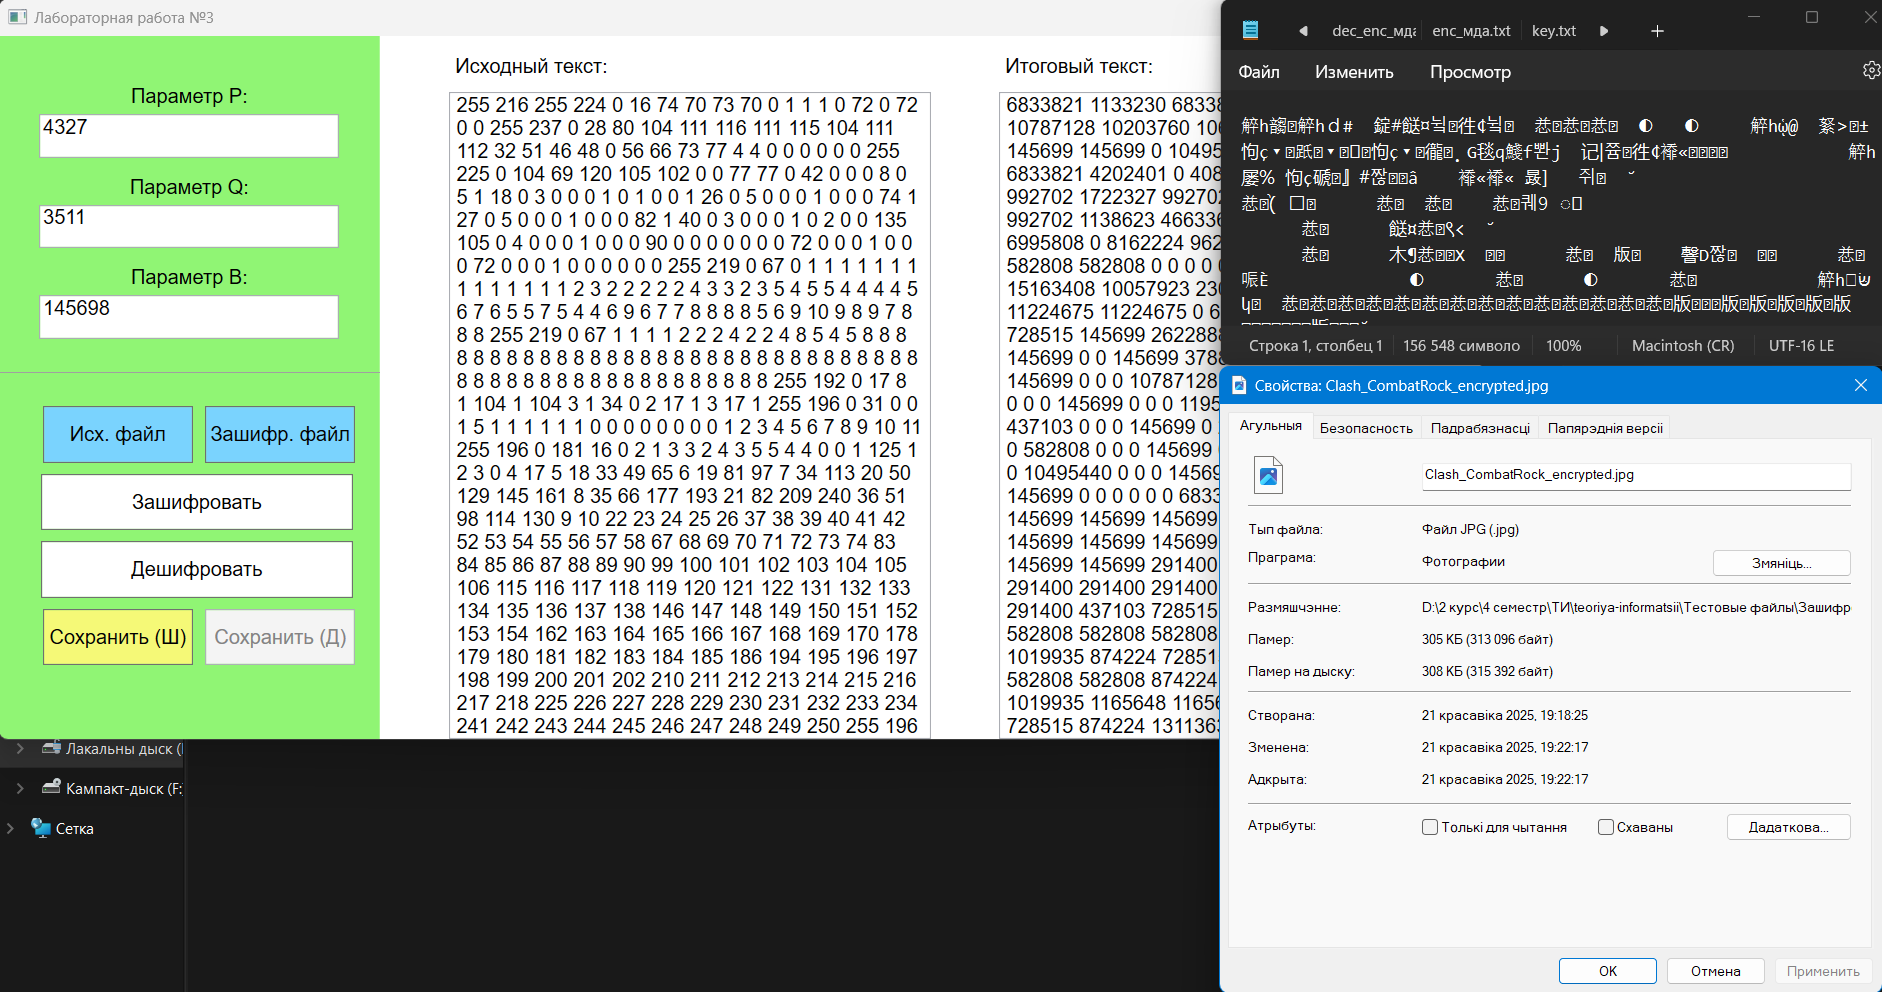 Лабораторная работа №3
Параметр P:
4327
Параметр Q:
3511
Параметр B:
145698
Исх. файл
Зашифр. файл
Зашифровать
Дешифровать
Сохранить (Ш)
Сохранить (Д)
Исходный текст:
255 216 255 224 0 16 74 70 73 70 0 1 1 1 0 72 0 72
0 0 255 237 0 28 80 104 111 116 111 115 104 111
112 32 51 46 48 0 56 66 73 77 4 4 0 0 0 0 0 0 255
225 0 104 69 120 105 102 0 0 77 77 0 42 0 0 0 8 0
5 1 18 0 3 0 0 0 1 0 1 0 0 1 26 0 5 0 0 0 1 0 0 0 74 1
27 0 5 0 0 0 1 0 0 0 82 1 40 0 3 0 0 0 1 0 2 0 0 135
105 0 4 0 0 0 1 0 0 0 90 0 0 0 0 0 0 0 72 0 0 0 1 0 0
0 72 0 0 0 1 0 0 0 0 0 0 255 219 0 67 0 1 1 1 1 1 1 1
1 1 1 1 1 1 1 2 3 2 2 2 2 2 4 3 3 2 3 5 4 5 5 4 4 4 4 5
6 7 6 5 5 7 5 4 4 6 9 6 7 7 8 8 8 8 5 6 9 10 9 8 9 7 8
8 8 255 219 0 67 1 1 1 1 2 2 2 4 2 2 4 8 5 4 5 8 8 8
8 8 8 8 8 8 8 8 8 8 8 8 8 8 8 8 8 8 8 8 8 8 8 8 8 8
8 8 8 8 8 8 8 8 8 8 8 8 8 8 8 8 8 8 8 255 192 0 17 8
1 104 1 104 3 1 34 0 2 17 1 3 17 1 255 196 0 31 0 0
1 5 1 1 1 1 1 1 0 0 0 0 0 0 0 0 1 2 3 4 5 6 7 8 9 10 11
255 196 0 181 16 0 2 1 3 3 2 4 3 5 5 4 4 0 0 1 125 1
2 3 0 4 17 5 18 33 49 65 6 19 81 97 7 34 113 20 50
129 145 161 8 35 66 177 193 21 82 209 240 36 51
98 114 130 9 10 22 23 24 25 26 37 38 39 40 41 42
52 53 54 55 56 57 58 67 68 69 70 71 72 73 74 83
84 85 86 87 88 89 90 99 100 101 102 103 104 105
106 115 116 117 118 119 120 121 122 131 132 133
134 135 136 137 138 146 147 148 149 150 151 152
153 154 162 163 164 165 166 167 168 169 170 178
179 180 181 182 183 184 185 186 194 195 196 197
198 199 200 201 202 210 211 212 213 214 215 216
217 218 225 226 227 228 229 230 231 232 233 234
241 242 243 244 245 246 247 248 249 250 255 196
Итоговый текст:
6833821 1133230 6833
10787128 10203760 106
145699 145699 0 10495
6833821 4202401 0 408
992702 1722327 992702
992702 1138623 466336
6995808 0 8162224 962
582808 582808 0 0 0 0
15163408 10057923 230
11224675 11224675 0 6
728515 145699 262288
145699 0 0 145699 3788
145699 0 0 0 10787128
0 0 0 145699 0 0 0 1195
437103 0 0 0 145699 0
0 582808 0 0 0 145699
0 10495440 0 0 0 14569
145699 0 0 0 0 0 6833
145699 145699 145699
145699 145699 145699
145699 145699 291400
291400 291400 291400
291400 437103 728515
582808 582808 582808
1019935 874224 72851
582808 582808 874224
1019935 1165648 11656
728515 874224 1311363
dec_enc_мда
enc_мда.txt
key.txt
Файл
Изменить
Просмотр
Строка 1, столбец 1
156 548 символо
100%
Macintosh (CR)
UTF-16 LE
Свойства: Clash_CombatRock_encrypted.jpg
Агульныя
Безопасность
Падрабязнасці
Папярэднія версіі
Clash_CombatRock_encrypted.jpg
Тып файла: Файл JPG (.jpg)
Праграма: Фотографии
Змяніць...
Размяшчэнне: D:\2 курс\4 семестр\ТИ\teoriya-informatsii\Тестовые файлы\Зашифр
Памер: 305 КБ (313 096 байт)
Памер на дыску: 308 КБ (315 392 байт)
Створана: 21 красавіка 2025, 19:18:25
Зменена: 21 красавіка 2025, 19:22:17
Адкрыта: 21 красавіка 2025, 19:22:17
Атрыбуты:
Толькі для чытання
Схаваны
Дадаткова...
OK
Отмена
Применить
Лакальны дыск (
Кампакт-дыск (F:
Сетка